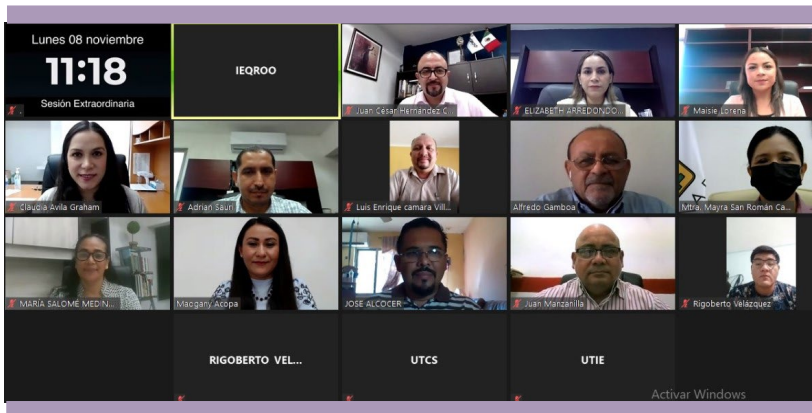 Lunes 08 noviembre
11:18
Sesión Extraordinaria
IEQROO
Juan César Hernández C...
ELIZABETH ARREDONDO...
Maisie Lorena
Claudia Avila Graham
Adrian Sauri
Luis Enrique camara Vill...
Alfredo Gamboa
Mtra. Mayra San Román Ca...
MARÍA SALOMÉ MEDIN...
Maogany Acopa
JOSE ALCOCER
Juan Manzanilla
Rigoberto Velázquez
RIGOBERTO VEL...
UTCS
UTIE
Activar Windows